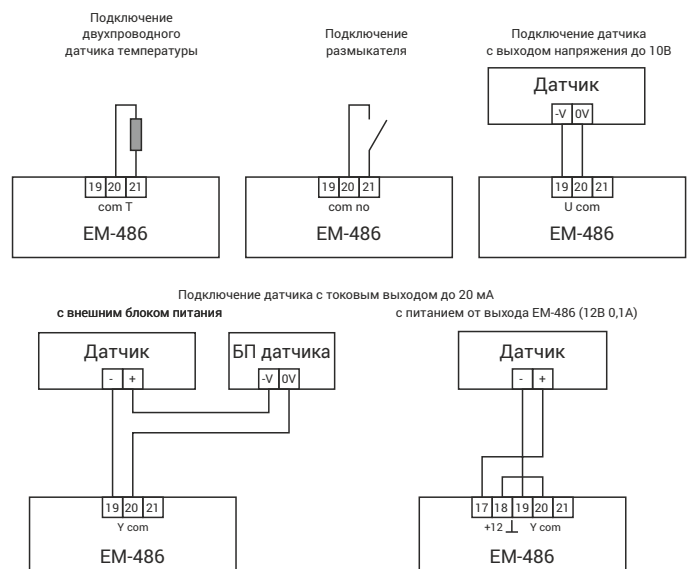 Подключение
двухпроводного
датчика температуры
Подключение
размыкателя
Подключение датчика
с выходом напряжения до 10В
Датчик
-V 0V
19 20 21
com T
EM-486
19 20 21
com no
EM-486
19 20 21
U com
EM-486
Подключение датчика с токовым выходом до 20 мА
с внешним блоком питания
с питанием от выхода EM-486 (12В 0,1А)
Датчик
- +
БП датчика
-V 0V
Датчик
- +
19 20 21
Y com
EM-486
17 18 19 20 21
+12 Y com
EM-486